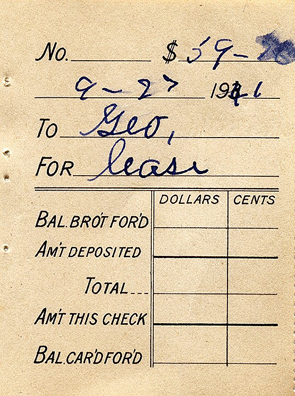 No. $ 59-
9-27 1941
To Geo,
For lease
DOLLARS CENTS
BAL. BRO'T FOR'D
AM'T DEPOSITED
TOTAL
AM'T THIS CHECK
BAL. CAR'D FOR'D